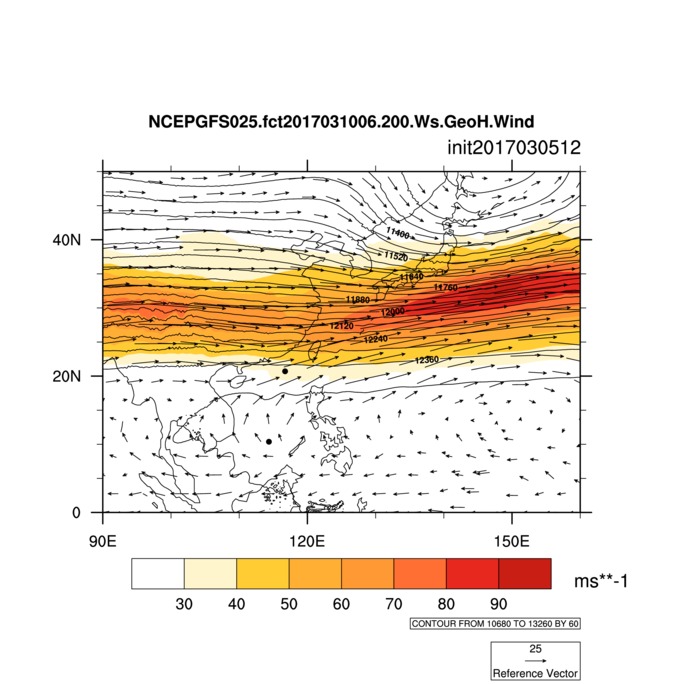 NCEPGFS025.fct2017031006.200.Ws.GeoH.Wind
init2017030512
40N
20N
0
11400
11520
11640
11760
11880
12000
12120
12240
12360
90E 120E 150E
30 40 50 60 70 80 90
ms**-1
CONTOUR FROM 10680 TO 13260 BY 60
25
Reference Vector